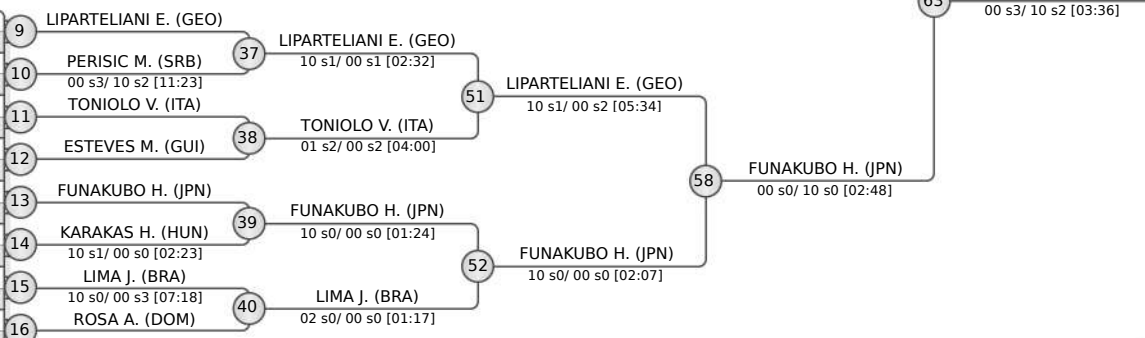 63
00 s3/ 10 s2 [03:36]
9
LIPARTELIANI E. (GEO)
37
LIPARTELIANI E. (GEO)
10 s1/ 00 s1 [02:32]
10
PERISIC M. (SRB)
00 s3/ 10 s2 [11:23]
51
LIPARTELIANI E. (GEO)
10 s1/ 00 s2 [05:34]
11
TONIOLO V. (ITA)
38
TONIOLO V. (ITA)
01 s2/ 00 s2 [04:00]
12
ESTEVES M. (GUI)
58
FUNAKUBO H. (JPN)
00 s0/ 10 s0 [02:48]
13
FUNAKUBO H. (JPN)
39
FUNAKUBO H. (JPN)
10 s0/ 00 s0 [01:24]
14
KARAKAS H. (HUN)
10 s1/ 00 s0 [02:23]
52
FUNAKUBO H. (JPN)
10 s0/ 00 s0 [02:07]
15
LIMA J. (BRA)
10 s0/ 00 s3 [07:18]
40
LIMA J. (BRA)
02 s0/ 00 s0 [01:17]
16
ROSA A. (DOM)